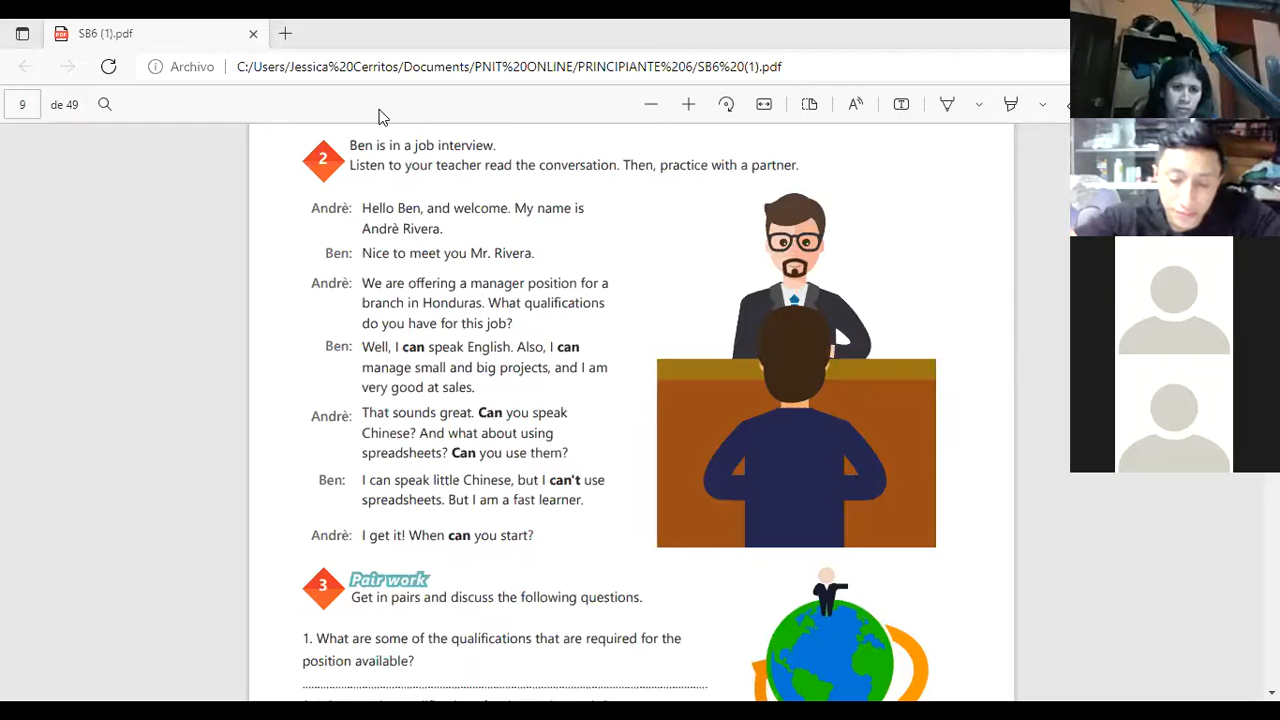 SB6 (1).pdf
Archivo
C:/Users/Jessica%20Cerritos/Documents/PNIT%20ONLINE/PRINCIPIANTE%206/SB6%20(1).pdf
9 de 49
2
Ben is in a job interview.
Listen to your teacher read the conversation. Then, practice with a partner.
Andrè: Hello Ben, and welcome. My name is
Andrè Rivera.
Ben: Nice to meet you Mr. Rivera.
Andrè: We are offering a manager position for a
branch in Honduras. What qualifications
do you have for this job?
Ben: Well, I can speak English. Also, I can
manage small and big projects, and I am
very good at sales.
Andrè: That sounds great. Can you speak
Chinese? And what about using
spreadsheets? Can you use them?
Ben: I can speak little Chinese, but I can't use
spreadsheets. But I am a fast learner.
Andrè: I get it! When can you start?
3
Pair work
Get in pairs and discuss the following questions.
1. What are some of the qualifications that are required for the
position available?